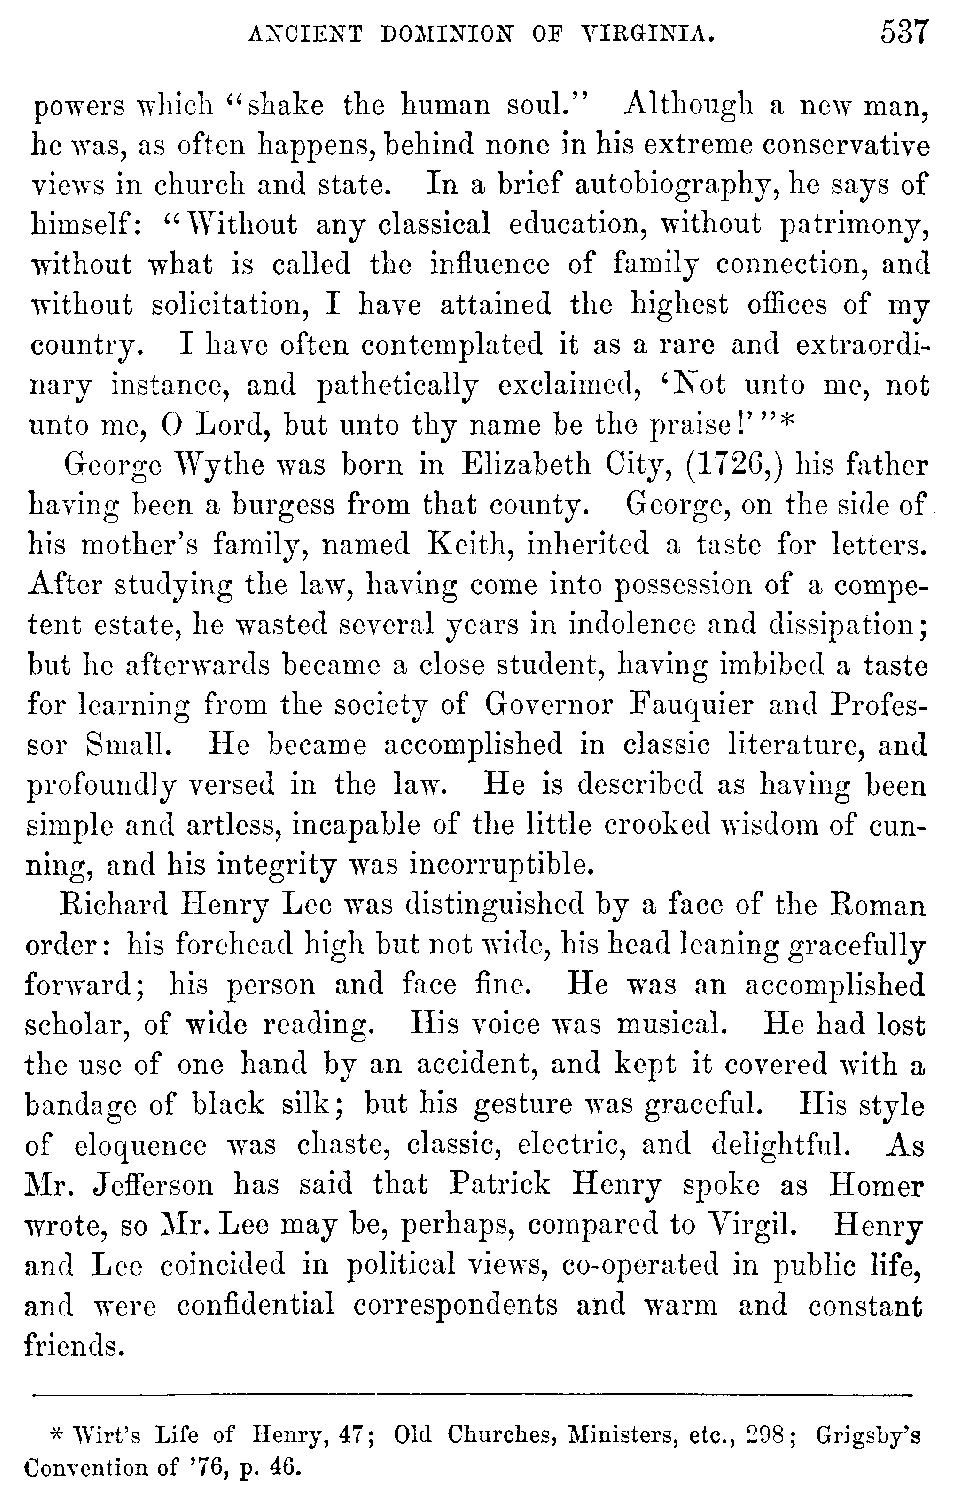 ANCIENT DOMINION OF VIRGINIA. 537
powers which “shake the human soul.” Although a new man,
he was, as often happens, behind none in his extreme conservative
views in church and state. In a brief autobiography, he says of
himself: “Without any classical education, without patrimony,
without what is called the influence of family connection, and
without solicitation, I have attained the highest offices of my
country. I have often contemplated it as a rare and extraordi-
nary instance, and pathetically exclaimed, ‘Not unto me, not
unto me, O Lord, but unto thy name be the praise!’ ”*
George Wythe was born in Elizabeth City, (1726,) his father
having been a burgess from that county. George, on the side of
his mother’s family, named Keith, inherited a taste for letters.
After studying the law, having come into possession of a compe-
tent estate, he wasted several years in indolence and dissipation;
but he afterwards became a close student, having imbibed a taste
for learning from the society of Governor Fauquier and Profes-
sor Small. He became accomplished in classic literature, and
profoundly versed in the law. He is described as having been
simple and artless, incapable of the little crooked wisdom of cun-
ning, and his integrity was incorruptible.
Richard Henry Lee was distinguished by a face of the Roman
order: his forehead high but not wide, his head leaning gracefully
forward; his person and face fine. He was an accomplished
scholar, of wide reading. His voice was musical. He had lost
the use of one hand by an accident, and kept it covered with a
bandage of black silk; but his gesture was graceful. His style
of eloquence was chaste, classic, electric, and delightful. As
Mr. Jefferson has said that Patrick Henry spoke as Homer
wrote, so Mr. Lee may be, perhaps, compared to Virgil. Henry
and Lee coincided in political views, co-operated in public life,
and were confidential correspondents and warm and constant
friends.
* Wirt’s Life of Henry, 47; Old Churches, Ministers, etc., 298; Grigsby’s
Convention of ’76, p. 46.